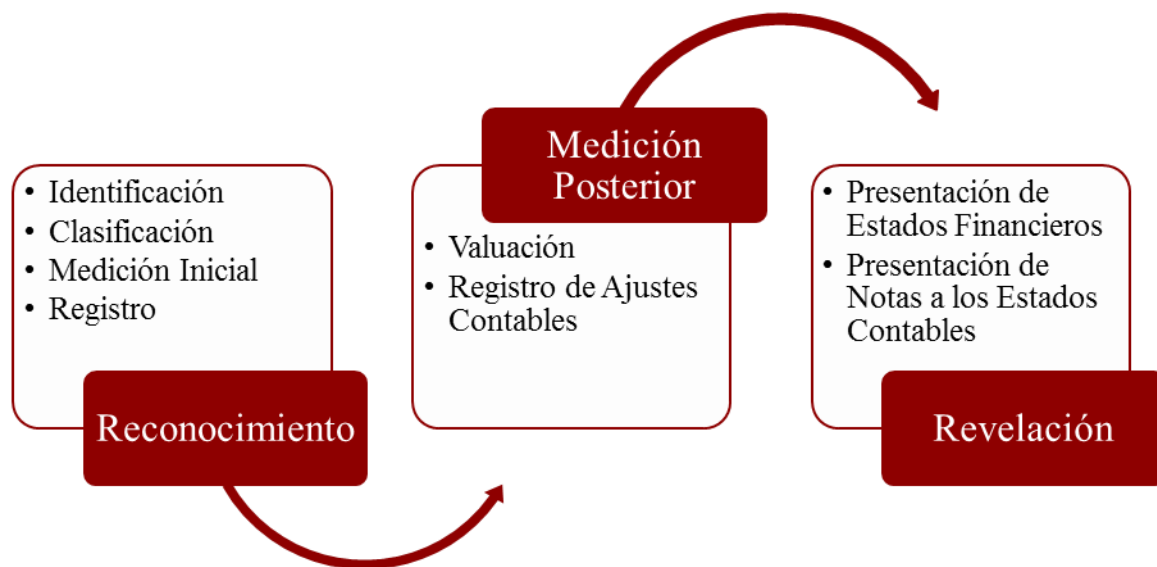 • Identificación
• Clasificación
• Medición Inicial
• Registro
Reconocimiento
Medición
Posterior
• Valuación
• Registro de Ajustes
Contables
• Presentación de
Estados Financieros
• Presentación de
Notas a los Estados
Contables
Revelación